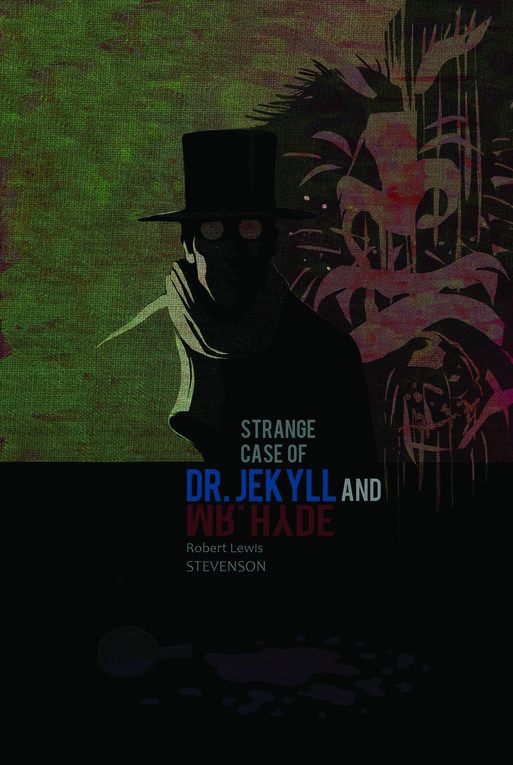 STRANGE
CASE OF
DR. JEKYLL AND
MR. HYDE
Robert Lewis
STEVENSON